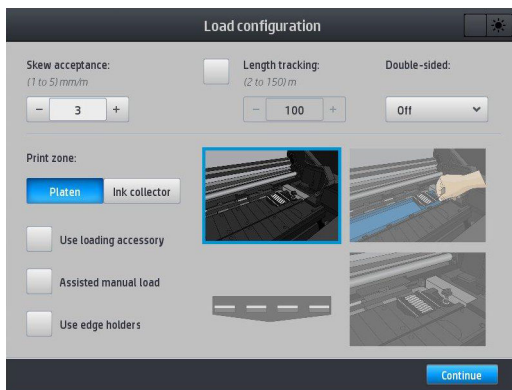 Load configuration
Skew acceptance:
(1 to 5) mm/m
- 3 +
Length tracking:
(2 to 150) m
- 100 +
Double-sided:
Off
Print zone:
Platen Ink collector
Use loading accessory
Assisted manual load
Use edge holders
Continue